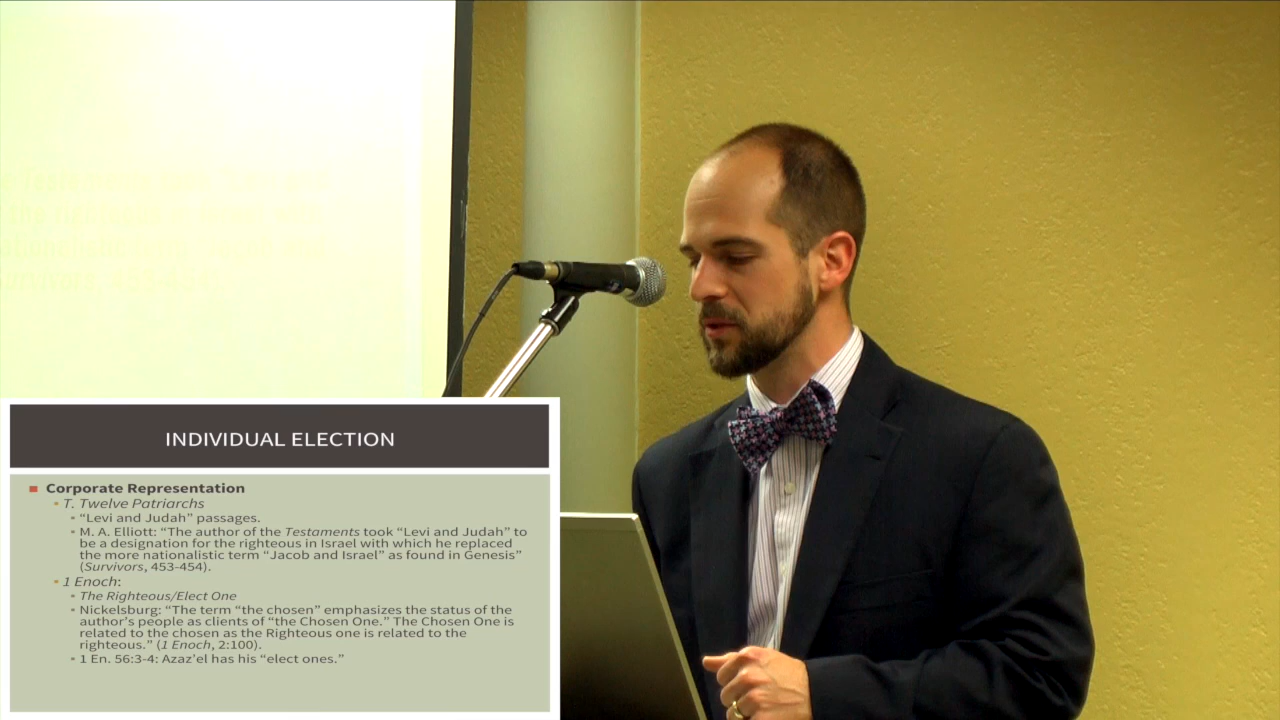 INDIVIDUAL ELECTION
Corporate Representation
T. Twelve Patriarchs
“Levi and Judah” passages.
M. A. Elliott: “The author of the Testaments took “Levi and Judah” to
be a designation for the righteous in Israel with which he replaced
the more nationalistic term “Jacob and Israel” as found in Genesis”
(Survivors, 453-454).
1 Enoch:
The Righteous/Elect One
Nickelsburg: “The term “the chosen” emphasizes the status of the
author’s people as clients of “the Chosen One.” The Chosen One is
related to the chosen as the Righteous one is related to the
righteous.” (1 Enoch, 2:100).
1 En. 56:3-4: Azaz’el has his “elect ones.”